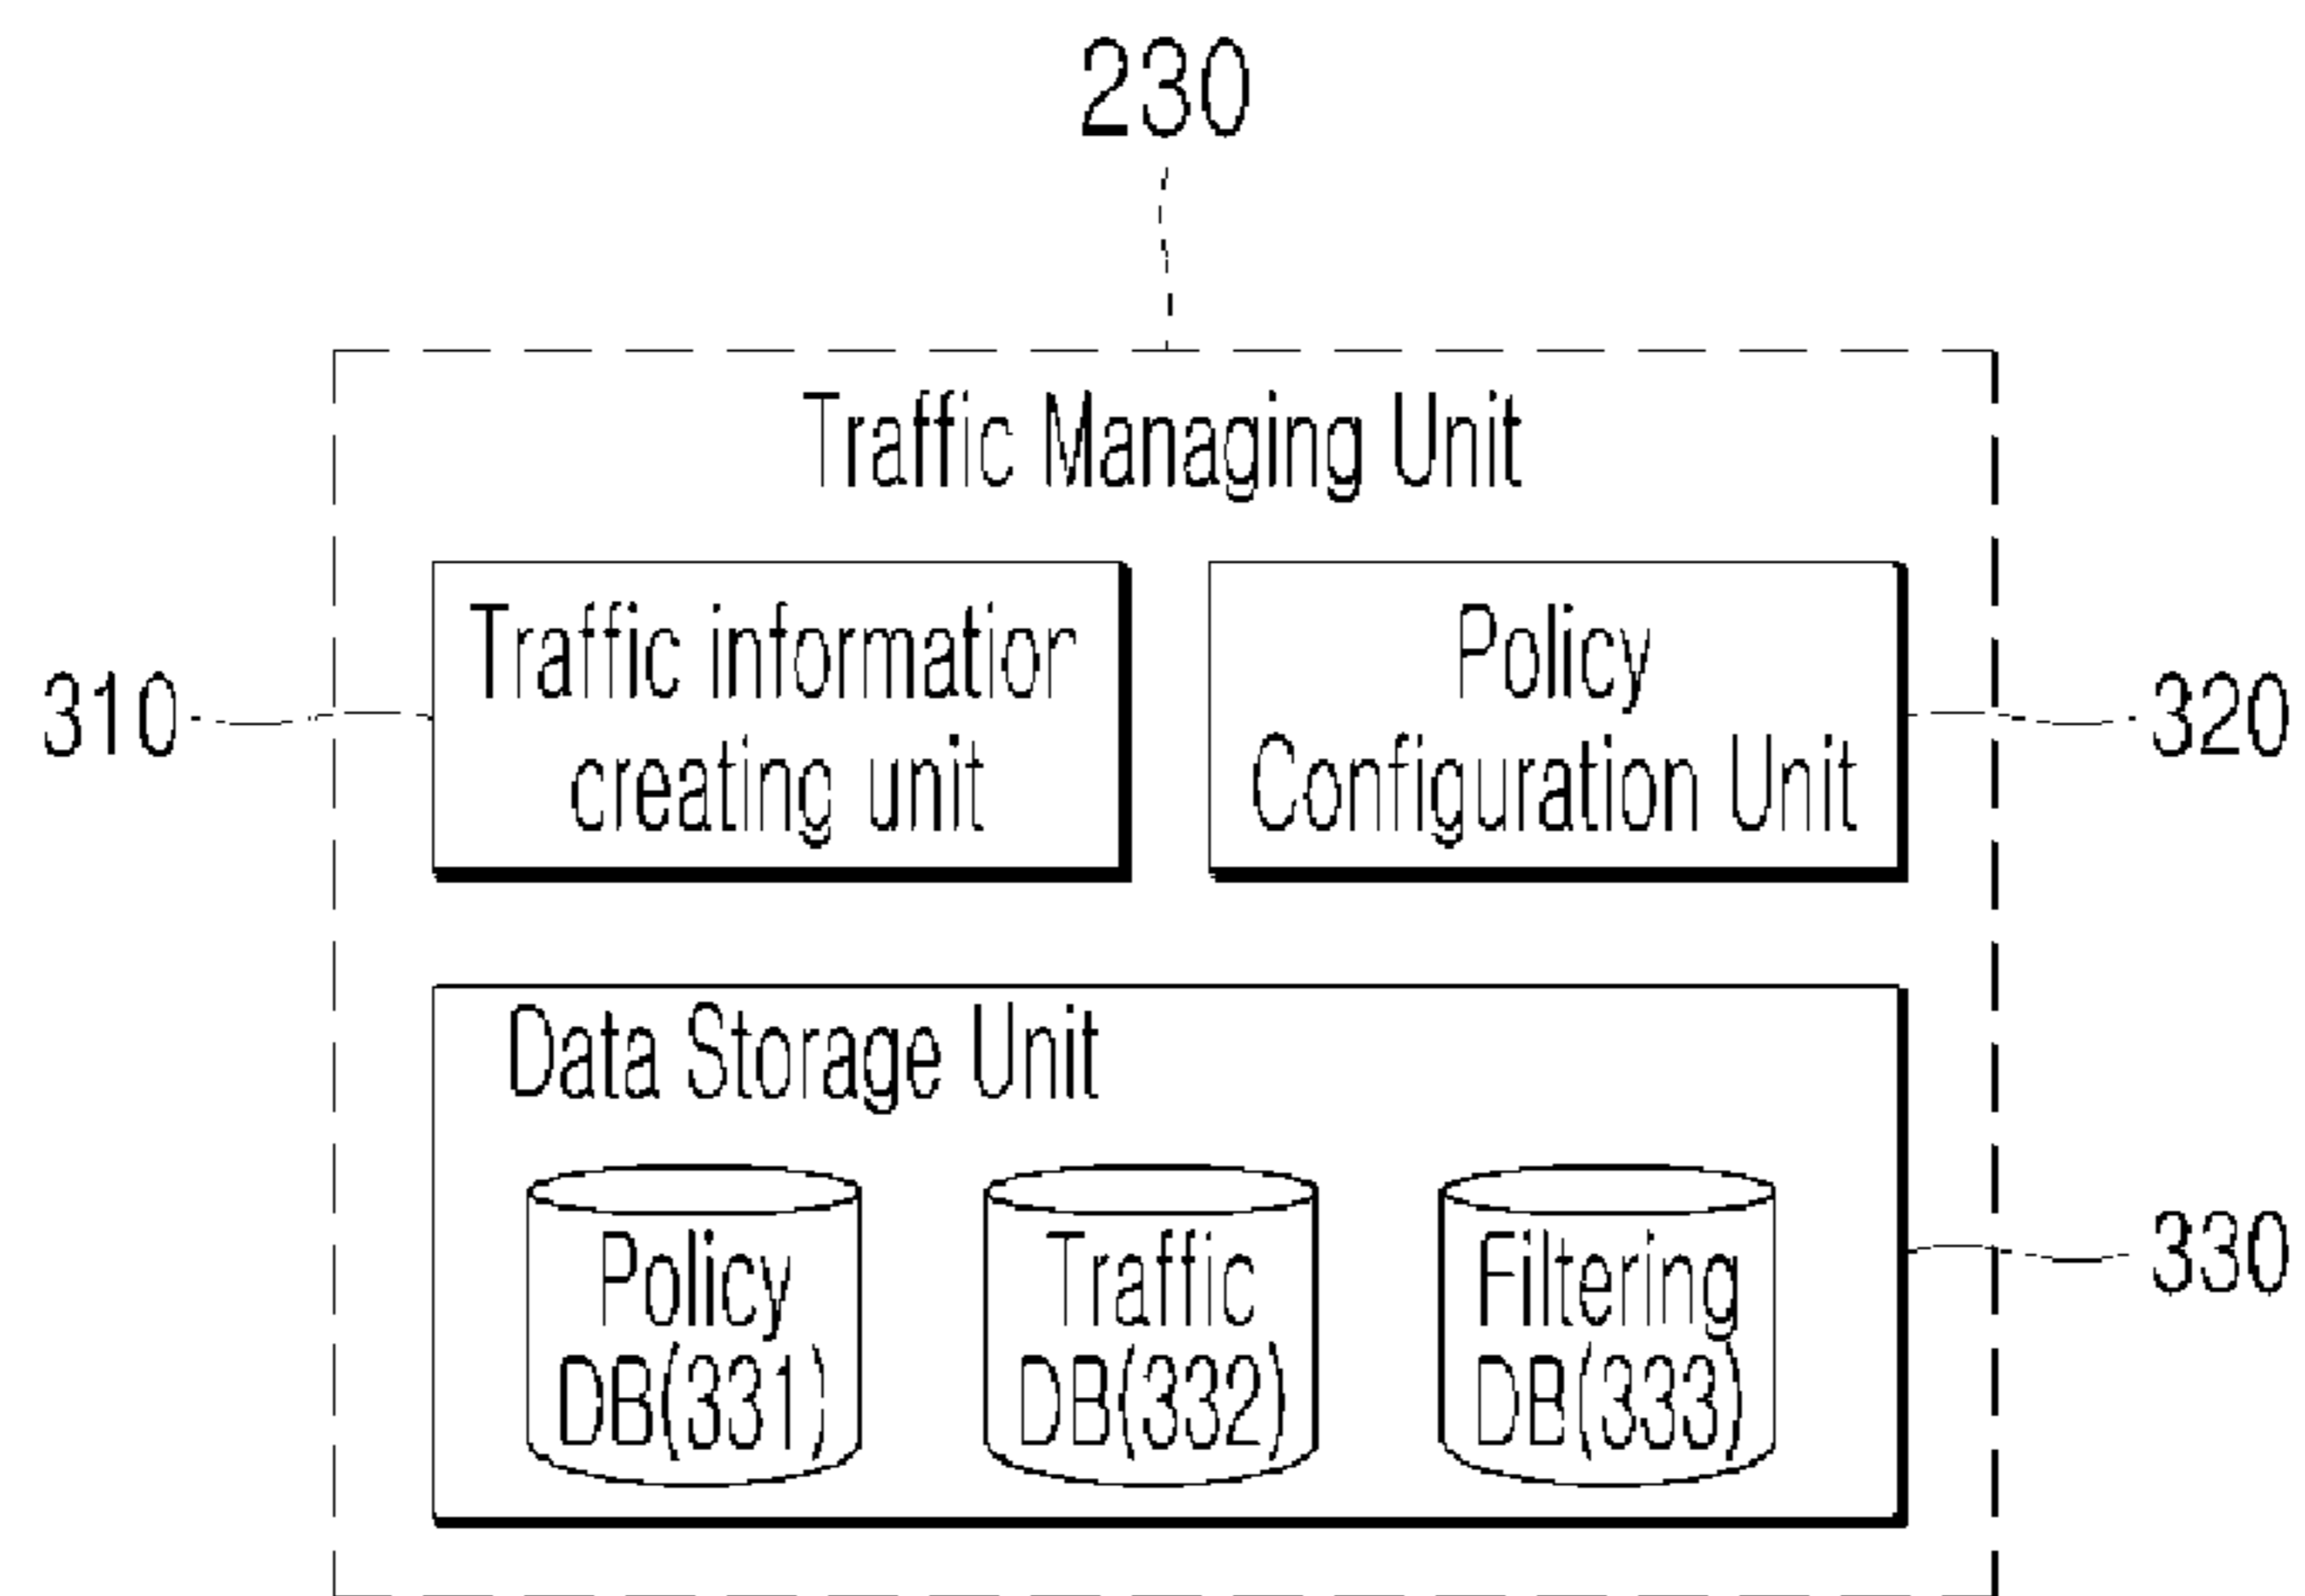 230
Traffic Managing Unit
Traffic informatior
creating unit
Policy
Configuration Unit
310
320
Data Storage Unit
Policy
DB(331)
Traffic
DB(332)
Filtering
DB(333)
330